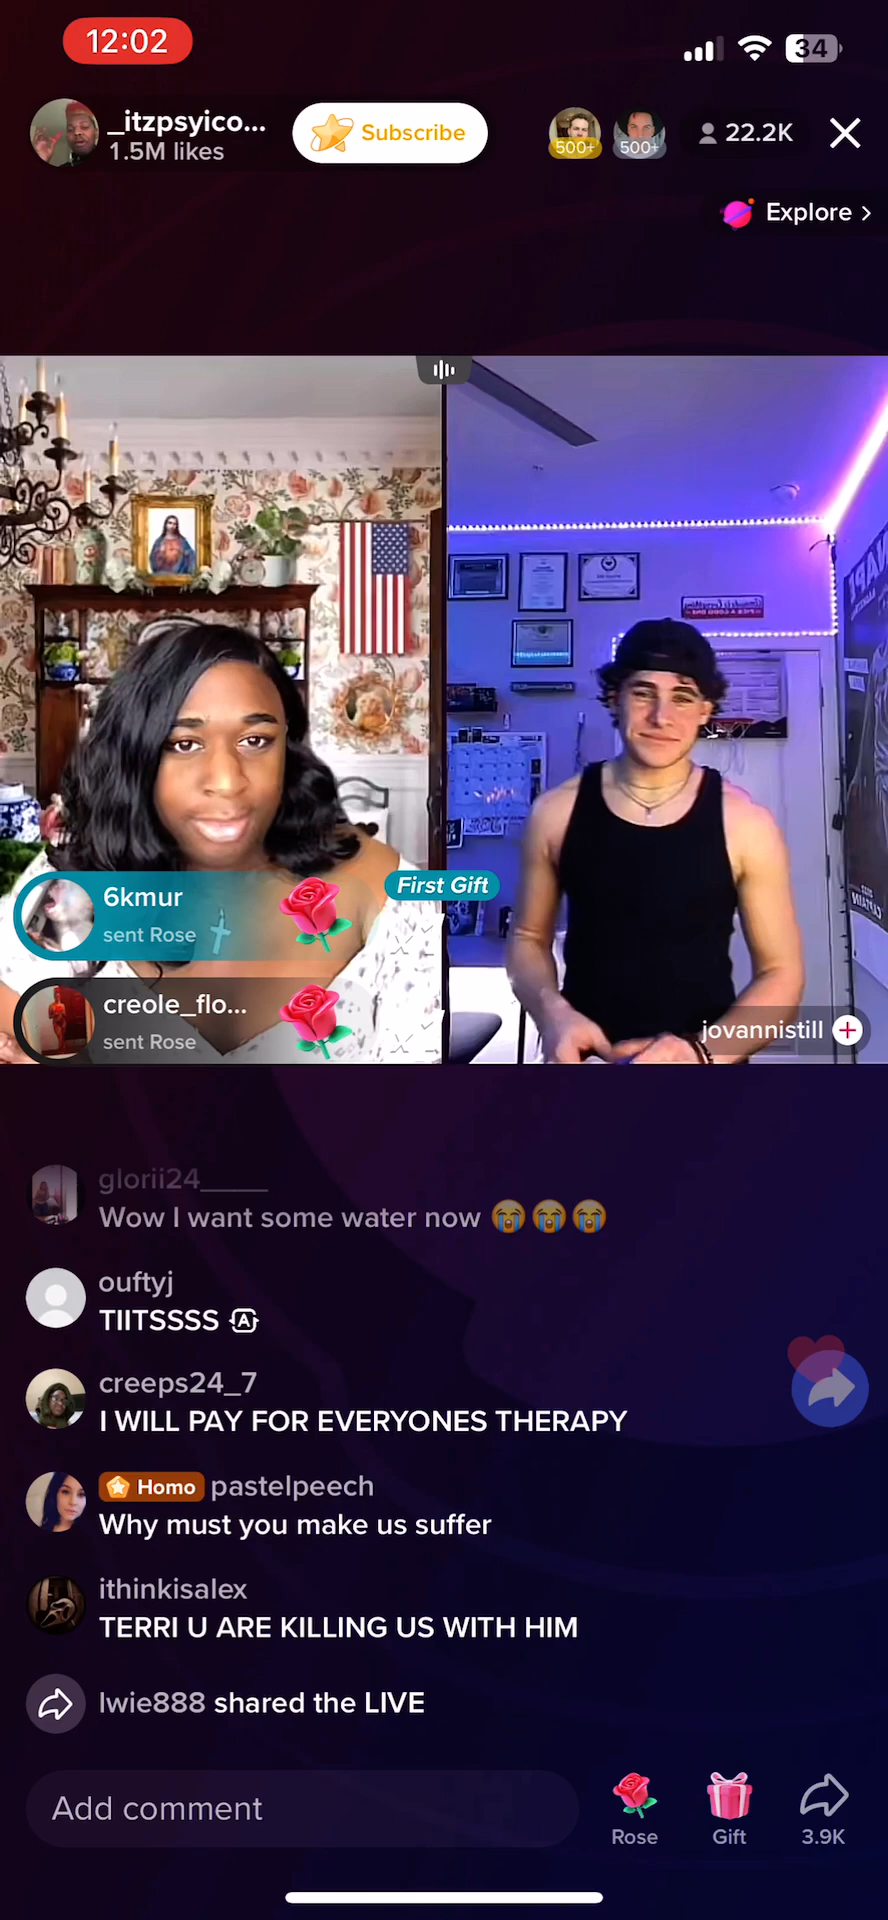 12:02
34
_itzpsyico...
1.5M likes
Subscribe
500+
500+
22.2K
Explore >
First Gift
6kmur
sent Rose
x1
creole_flo...
sent Rose
x1
jovannistill
glorii24____
Wow I want some water now 😭😭😭
ouftyj
TIITSSSS
creeps24_7
I WILL PAY FOR EVERYONES THERAPY
Homo pastelpeech
Why must you make us suffer
ithinkisalex
TERRI U ARE KILLING US WITH HIM
lwie888 shared the LIVE
Add comment
Rose
Gift
3.9K